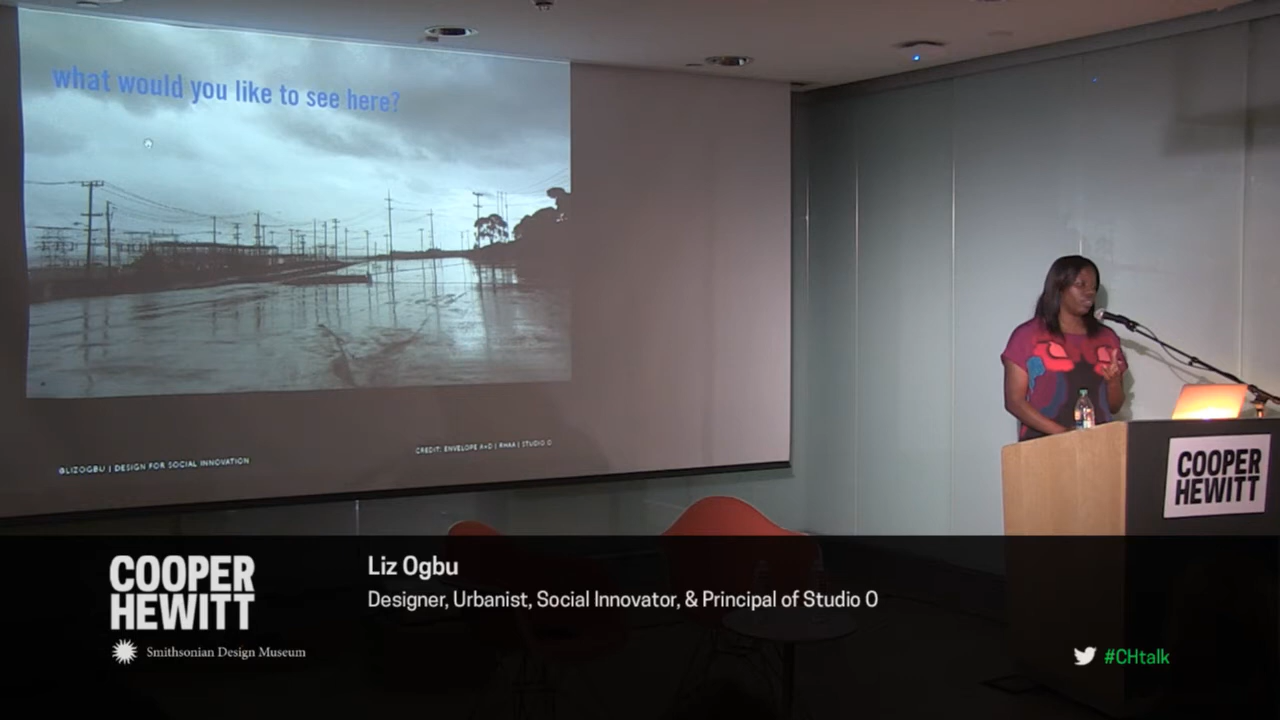 what would you like to see here?
@LIZOGBU | DESIGN FOR SOCIAL INNOVATION
CREDIT: ENVELOPE A+D | RHAA | STUDIO O
COOPER
HEWITT
COOPER
HEWITT
Smithsonian Design Museum
Liz Ogbu
Designer, Urbanist, Social Innovator, & Principal of Studio O
#CHtalk